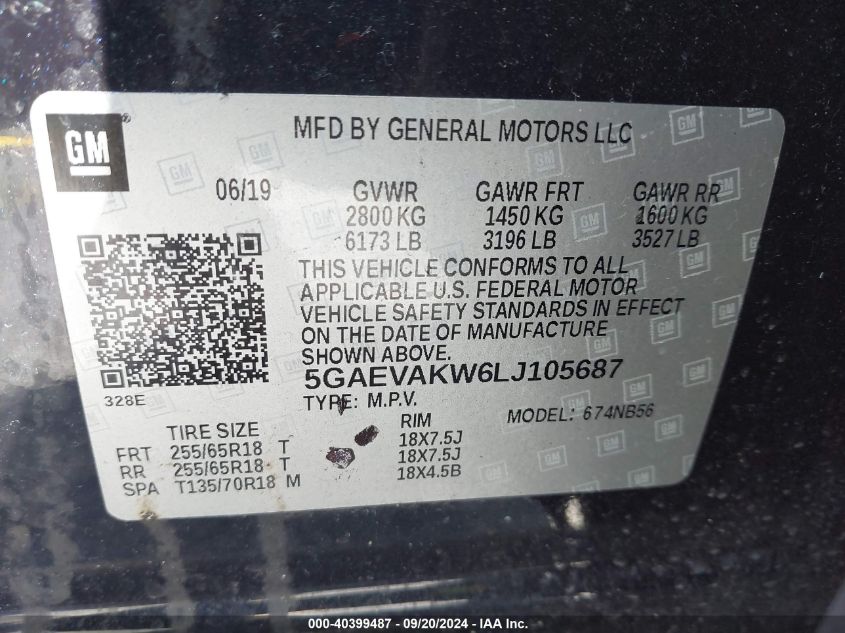 GM
MFD BY GENERAL MOTORS LLC
06/19 GVWR GAWR FRT GAWR RR
2800 KG 1450 KG 1600 KG
6173 LB 3196 LB 3527 LB
THIS VEHICLE CONFORMS TO ALL
APPLICABLE U.S. FEDERAL MOTOR
VEHICLE SAFETY STANDARDS IN EFFECT
ON THE DATE OF MANUFACTURE
SHOWN ABOVE.
5GAEVAKW6LJ105687
328E
TYPE: M.P.V.
MODEL: 674NB56
TIRE SIZE RIM
FRT 255/65R18 T 18X7.5J
RR 255/65R18 T 18X7.5J
SPA T135/70R18 M 18X4.5B
000-40399487 - 09/20/2024 - IAA Inc.